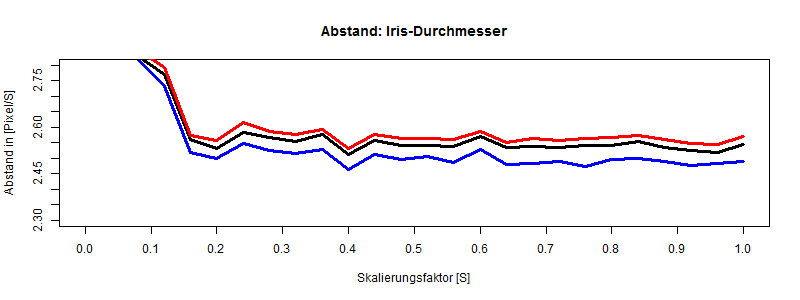 Abstand: Iris-Durchmesser
Abstand in [Pixel/S]
2.75
2.60
2.45
2.30
0.0 0.1 0.2 0.3 0.4 0.5 0.6 0.7 0.8 0.9 1.0
Skalierungsfaktor [S]